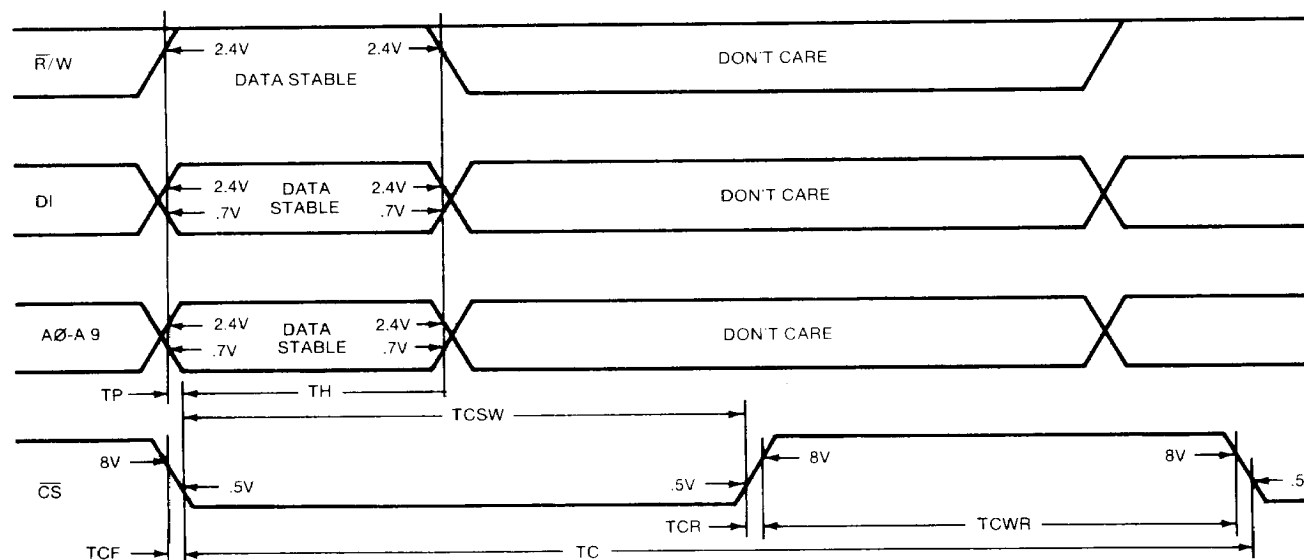 R/W 2.4V 2.4V DON'T CARE
DATA STABLE
DI 2.4V DATA STABLE 2.4V DON'T CARE
.7V .7V
AØ-A 9 2.4V DATA STABLE 2.4V DON'T CARE
.7V .7V
TP TH
TCSW
8V 8V 8V
CS .5V .5V .5
TCR TCWR
TCF TC